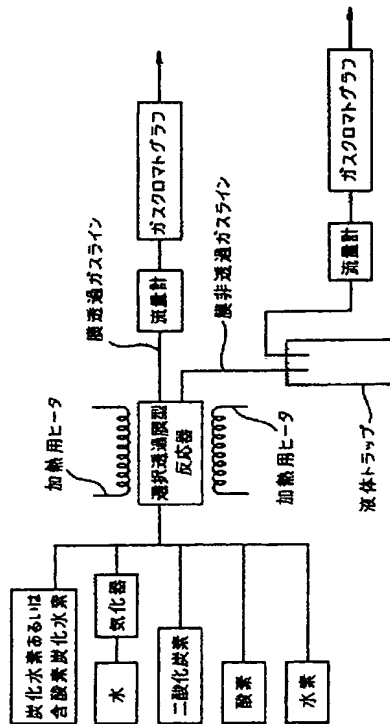 炭化水素あるいは
含酸素炭化水素
水
気化器
二酸化炭素
酸素
水素
加熱用ヒータ
選択透過膜型
反応器
加熱用ヒータ
膜透過ガスライン
流量計
ガスクロマトグラフ
膜非透過ガスライン
液体トラップ
流量計
ガスクロマトグラフ